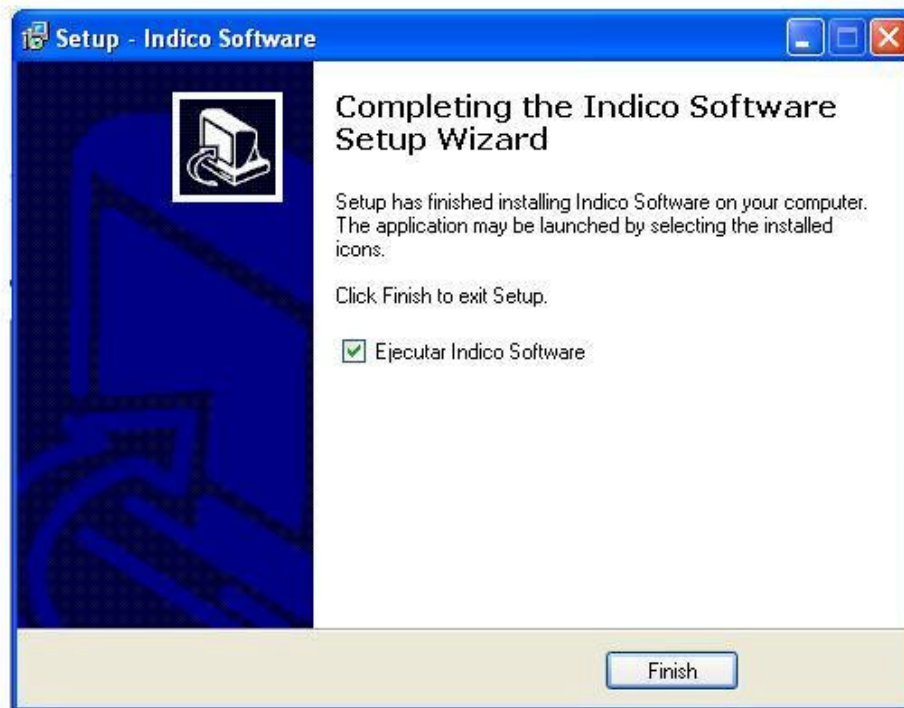 Setup - Indico Software
Completing the Indico Software
Setup Wizard
Setup has finished installing Indico Software on your computer.
The application may be launched by selecting the installed
icons.
Click Finish to exit Setup.
Ejecutar Indico Software
Finish